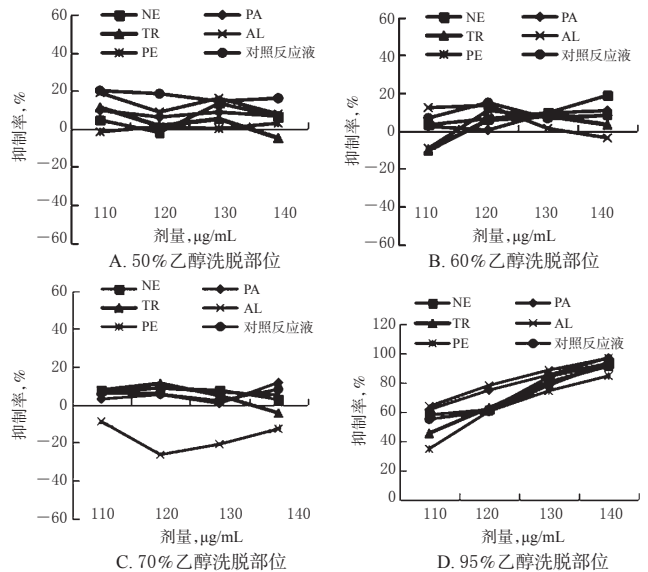 NE PA
TR AL
PE 对照反应液
60
40
20
0
−20
−40
−60
抑制率, %
110 120 130 140
剂量, μg/mL
A. 50%乙醇洗脱部位
NE PA
TR AL
PE 对照反应液
60
40
20
0
−20
−40
−60
抑制率, %
110 120 130 140
剂量, μg/mL
B. 60%乙醇洗脱部位
NE PA
TR AL
PE 对照反应液
60
40
20
0
−20
−40
−60
抑制率, %
110 120 130 140
剂量, μg/mL
C. 70%乙醇洗脱部位
NE PA
TR AL
PE 对照反应液
120
100
80
60
40
20
0
抑制率, %
110 120 130 140
剂量, μg/mL
D. 95%乙醇洗脱部位